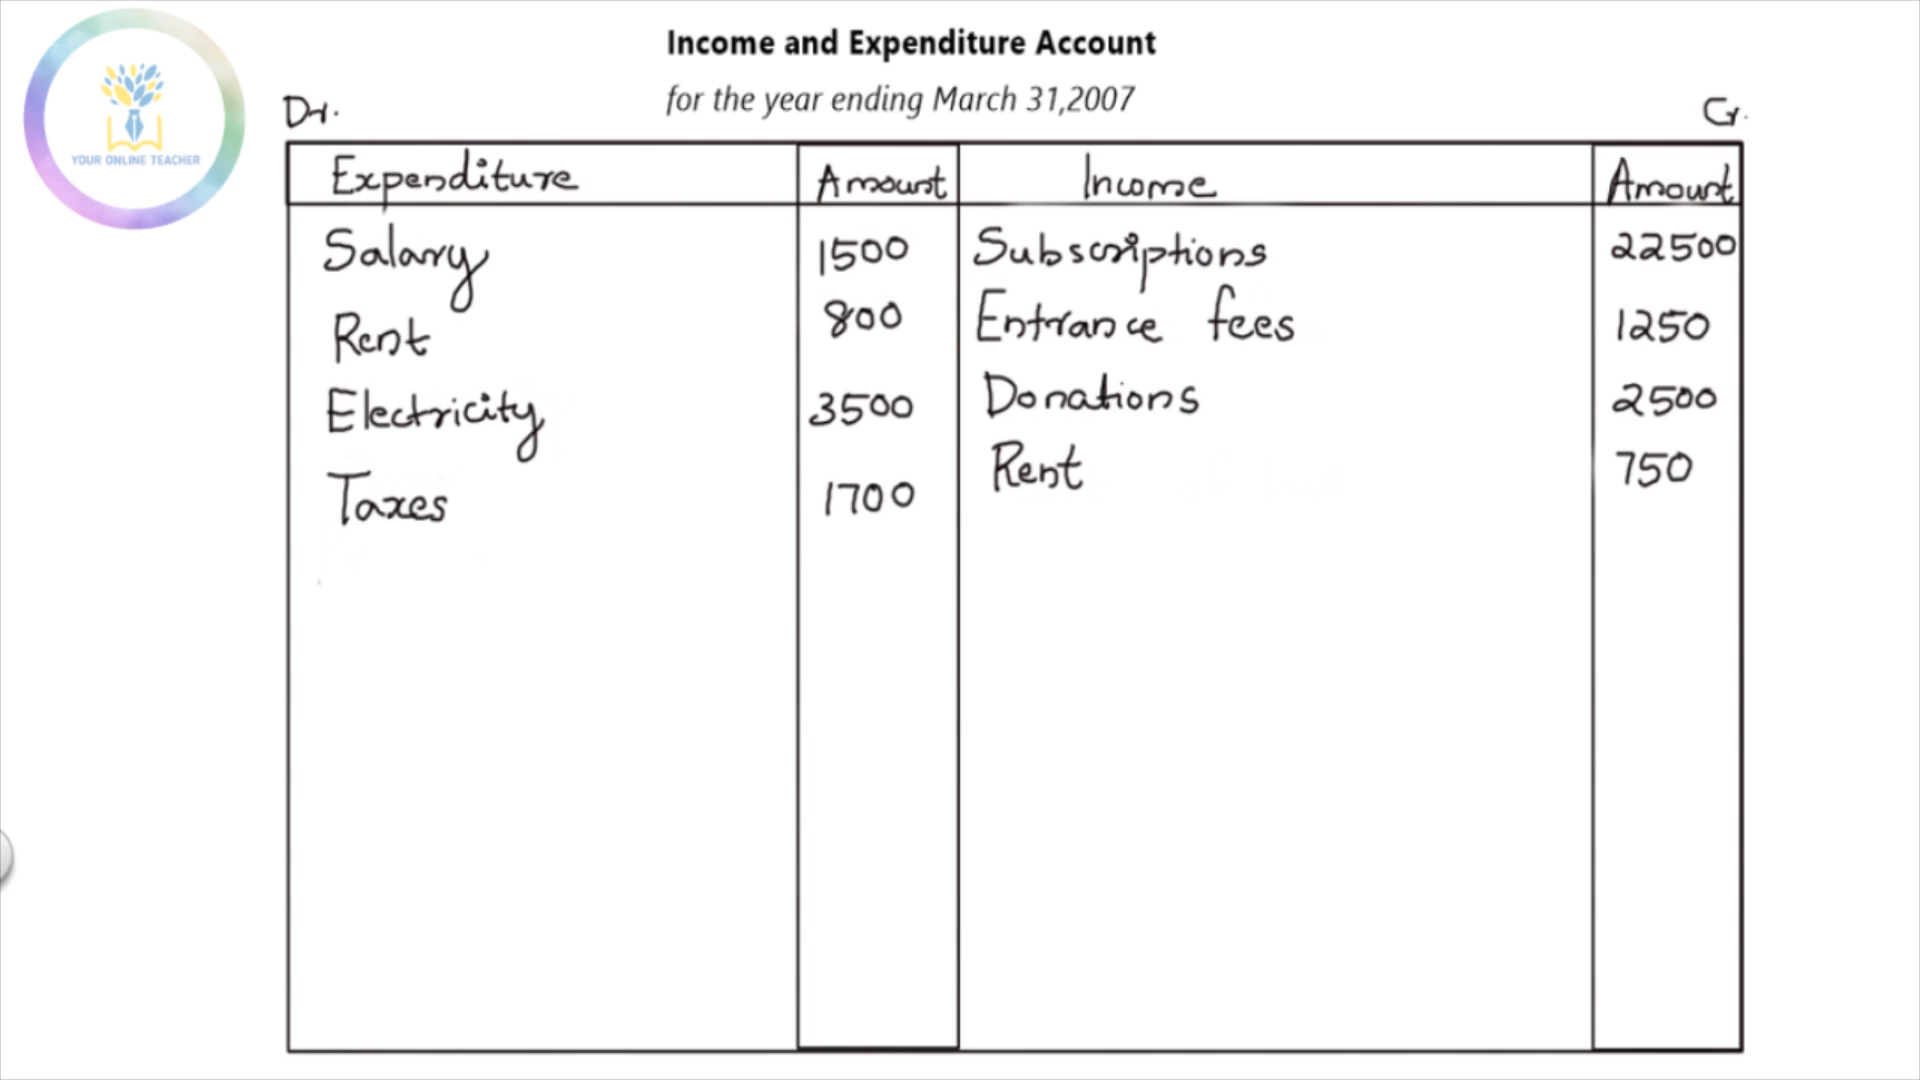 Income and Expenditure Account
for the year ending March 31,2007
Dr. Cr.
YOUR ONLINE TEACHER
Expenditure Amount Income Amount
Salary 1500 Subscriptions 22500
Rent 800 Entrance fees 1250
Electricity 3500 Donations 2500
Taxes 1700 Rent 750